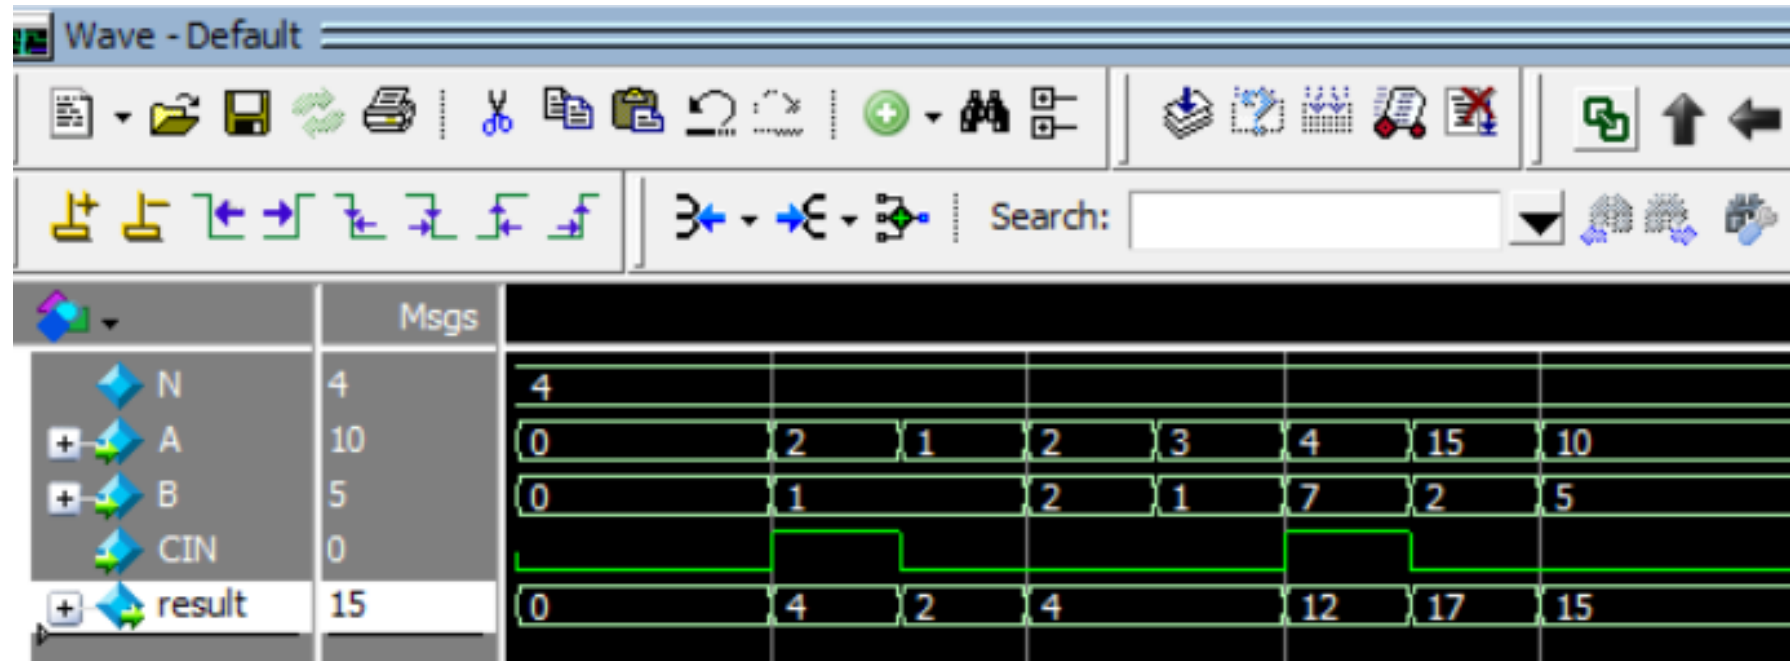 Wave - Default
Search:
Msgs
N 4 4
A 10 0 2 1 2 3 4 15 10
B 5 0 1 2 1 7 2 5
CIN 0
result 15 0 4 2 4 12 17 15